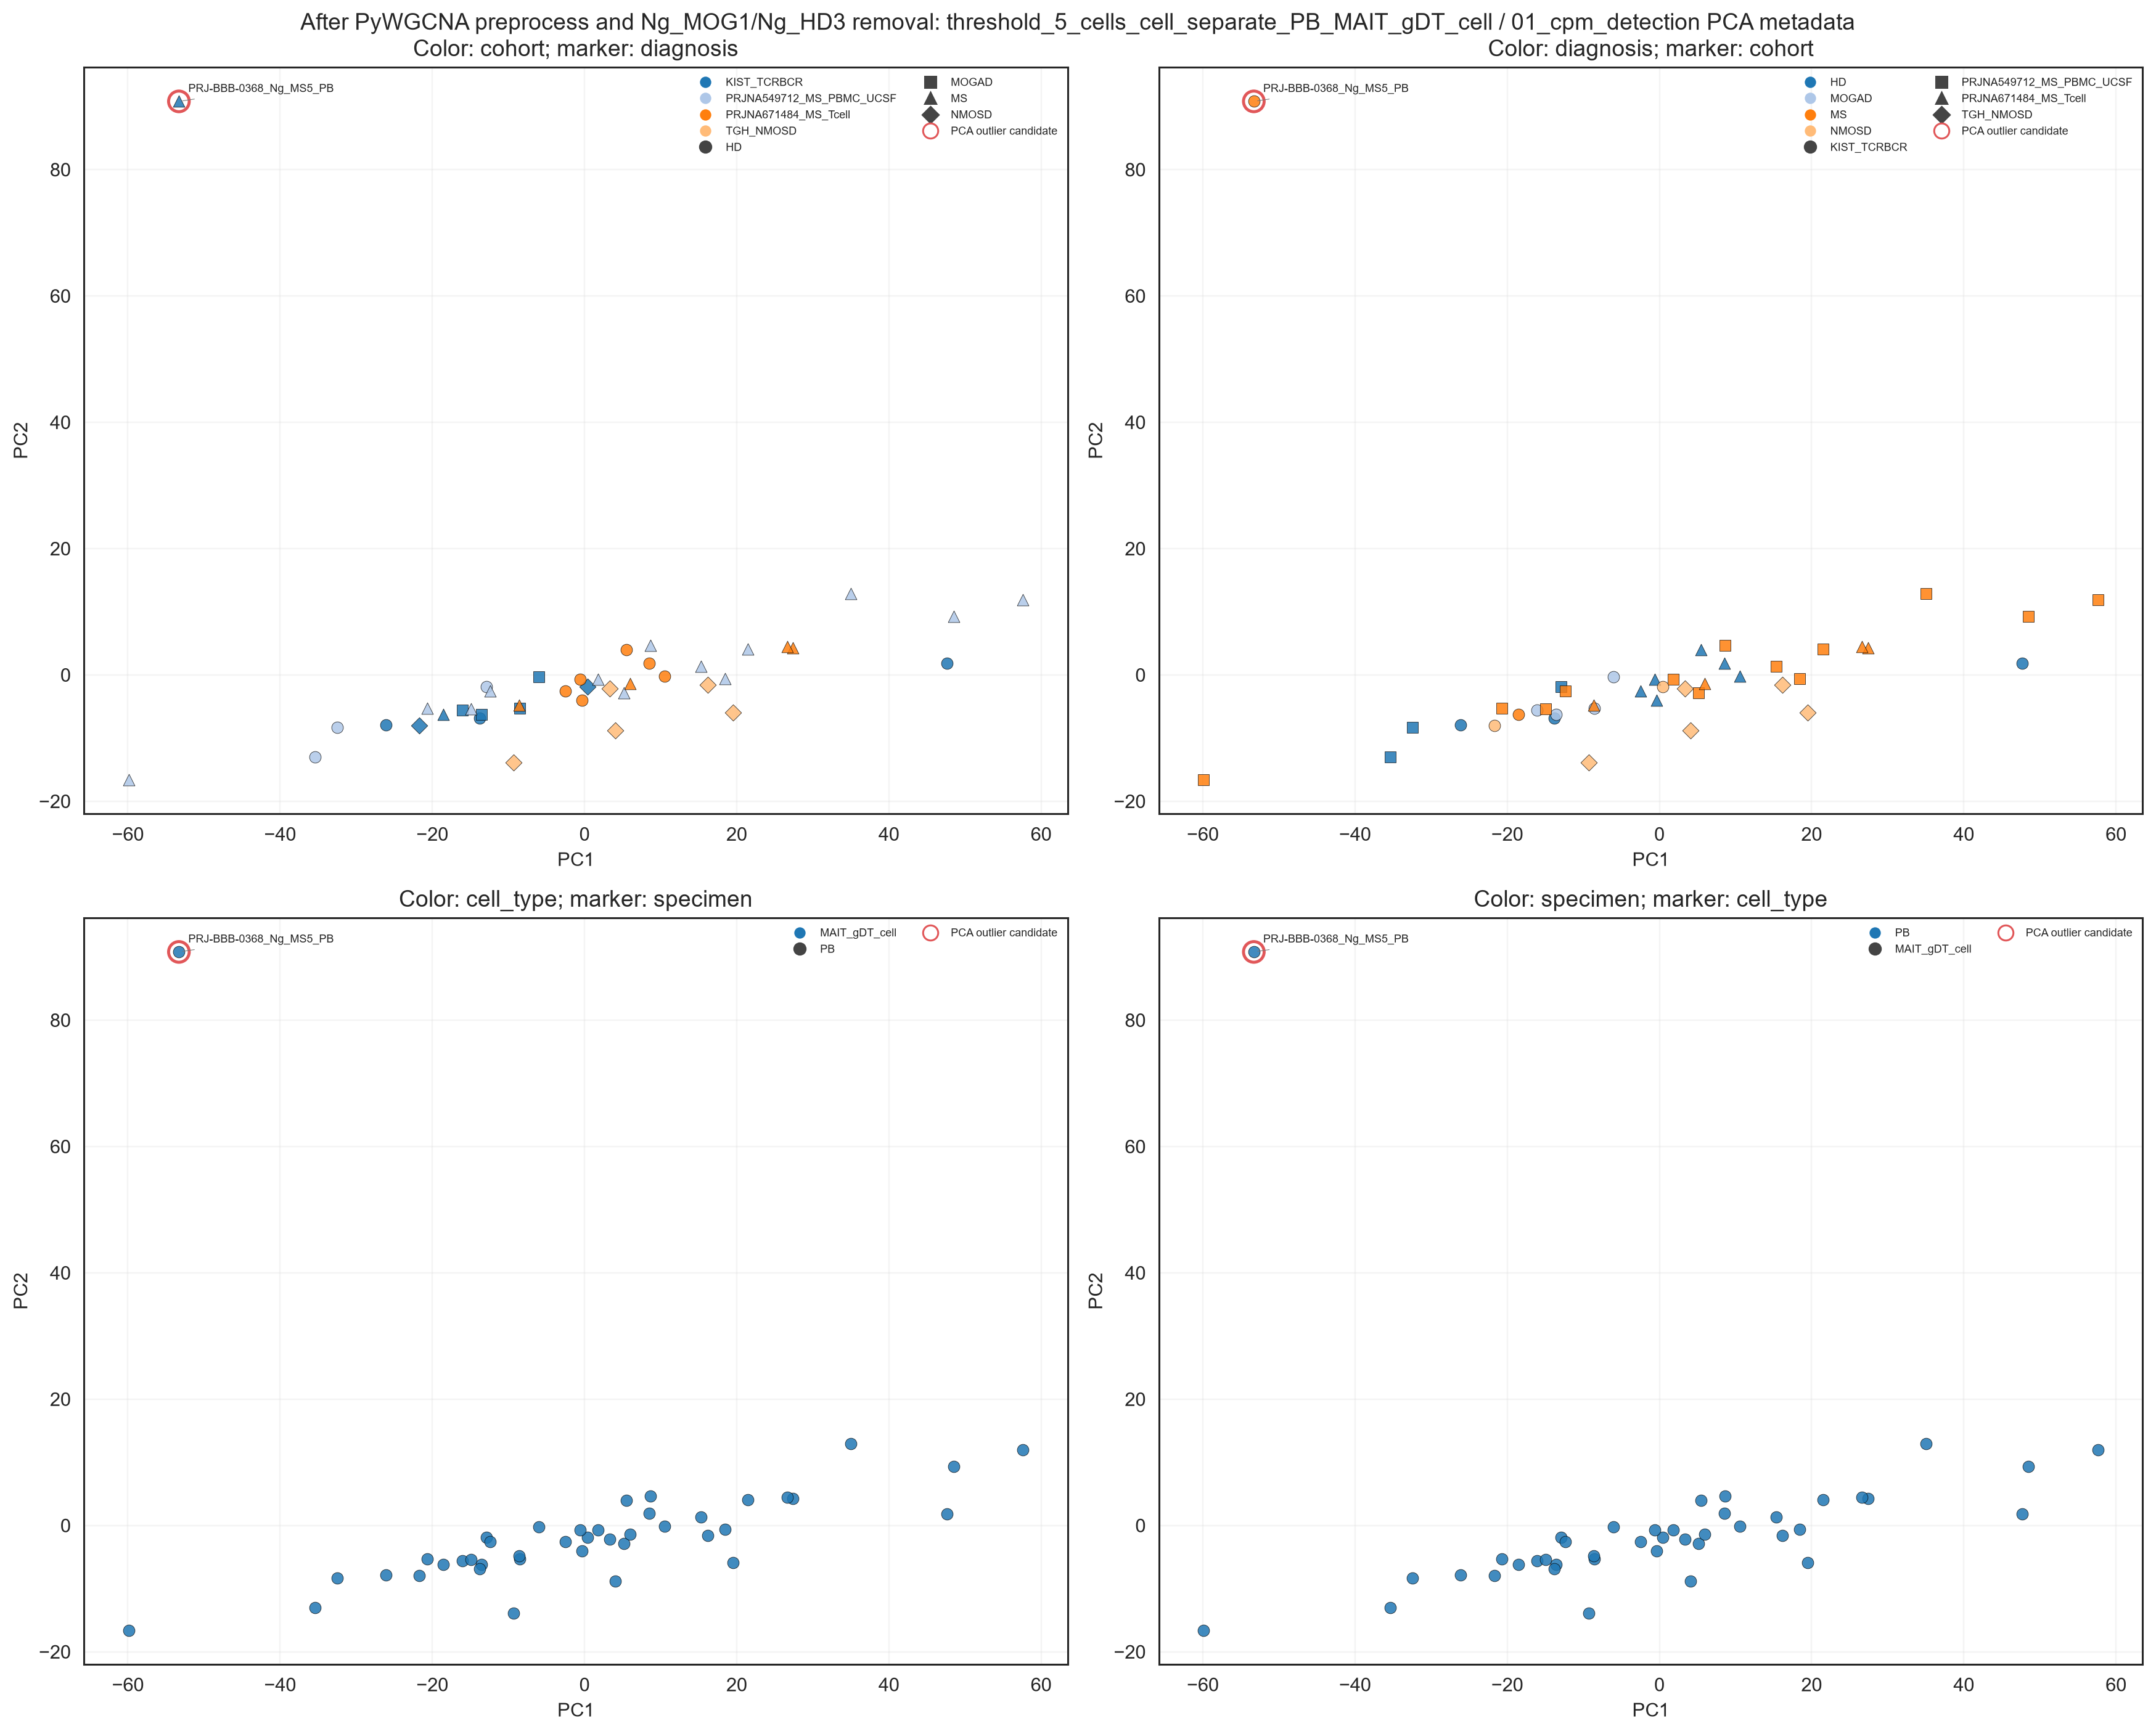 After PyWGCNA preprocess and Ng_MOG1/Ng_HD3 removal: threshold_5_cells_cell_separate_PB_MAIT_gDT_cell / 01_cpm_detection PCA metadata
Color: cohort; marker: diagnosis
PRJ-BBB-0368_Ng_MS5_PB
KIST_TCRBCR
PRJNA549712_MS_PBMC_UCSF
PRJNA671484_MS_Tcell
TGH_NMOSD
HD
MOGAD
MS
NMOSD
PCA outlier candidate
80
60
40
20
0
−20
PC2
−60
−40
−20
0
20
40
60
PC1
Color: diagnosis; marker: cohort
PRJ-BBB-0368_Ng_MS5_PB
HD
MOGAD
MS
NMOSD
KIST_TCRBCR
PRJNA549712_MS_PBMC_UCSF
PRJNA671484_MS_Tcell
TGH_NMOSD
PCA outlier candidate
80
60
40
20
0
−20
PC2
−60
−40
−20
0
20
40
60
PC1
Color: cell_type; marker: specimen
PRJ-BBB-0368_Ng_MS5_PB
MAIT_gDT_cell
PB
PCA outlier candidate
80
60
40
20
0
−20
PC2
−60
−40
−20
0
20
40
60
PC1
Color: specimen; marker: cell_type
PRJ-BBB-0368_Ng_MS5_PB
PB
MAIT_gDT_cell
PCA outlier candidate
80
60
40
20
0
−20
PC2
−60
−40
−20
0
20
40
60
PC1